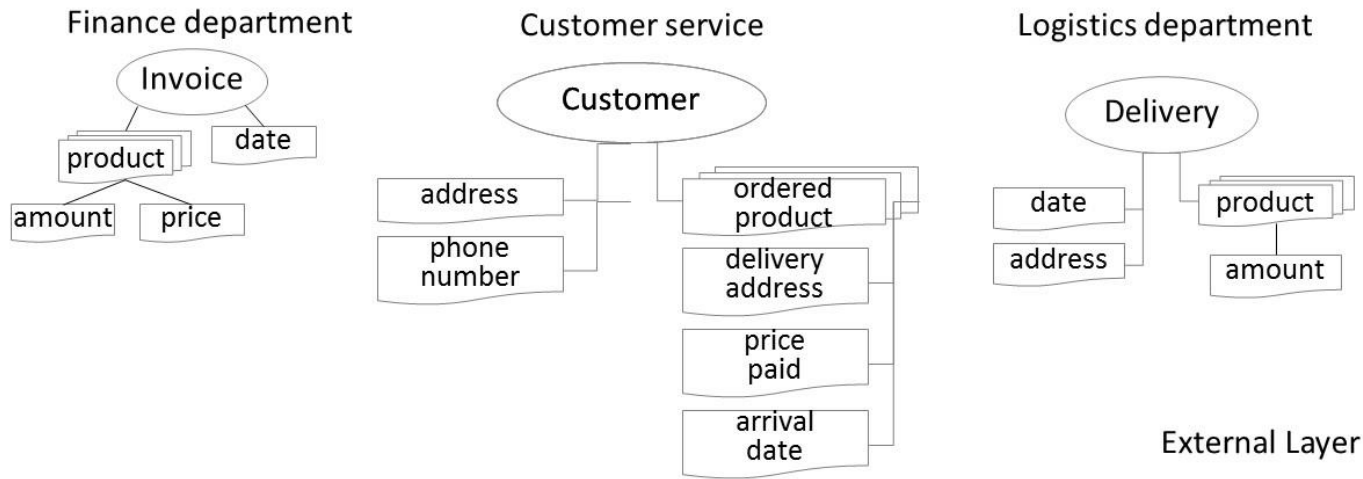 Finance department
Invoice
product
date
amount
price
Customer service
Customer
address
phone
number
ordered
product
delivery
address
price
paid
arrival
date
Logistics department
Delivery
date
address
product
amount
External Layer